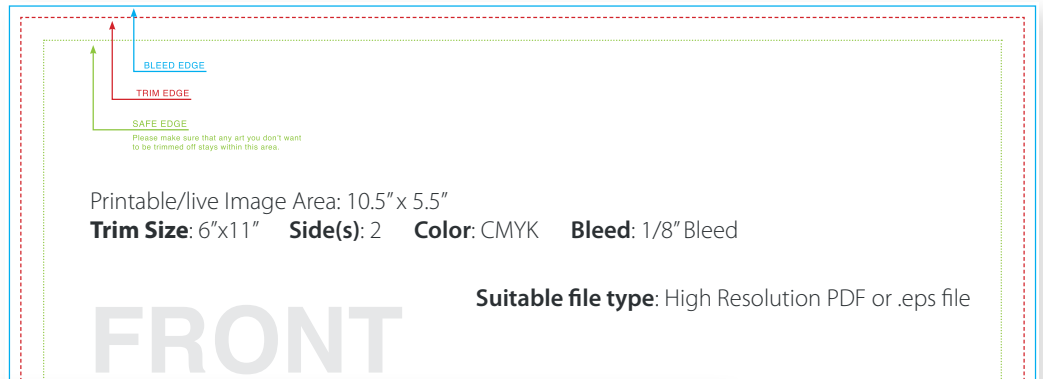 BLEED EDGE
TRIM EDGE
SAFE EDGE
Please make sure that any art you don't want
to be trimmed off stays within this area.
Printable/live Image Area: 10.5” x 5.5”
Trim Size: 6”x11” Side(s): 2 Color: CMYK Bleed: 1/8” Bleed
Suitable file type: High Resolution PDF or .eps file
FRONT